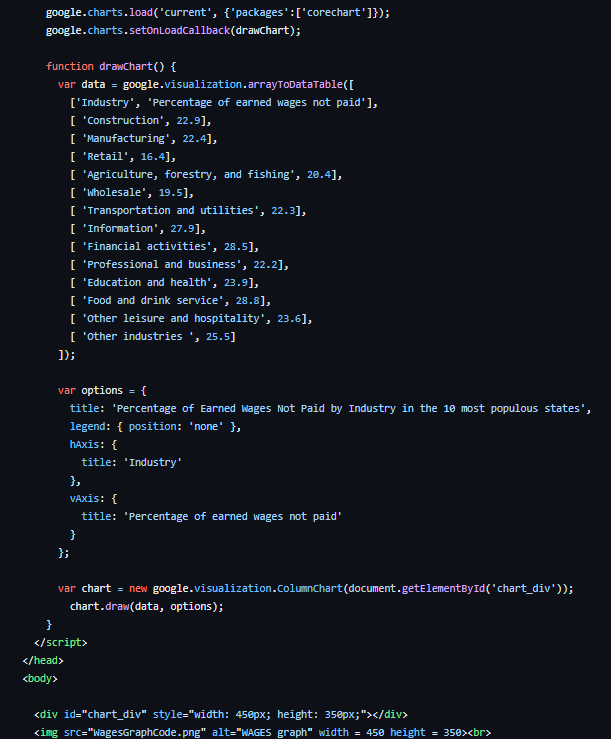 google.charts.load('current', {'packages':['corechart']});
google.charts.setOnLoadCallback(drawChart);
function drawChart() {
var data = google.visualization.arrayToDataTable([
['Industry', 'Percentage of earned wages not paid'],
[ 'Construction', 22.9],
[ 'Manufacturing', 22.4],
[ 'Retail', 16.4],
[ 'Agriculture, forestry, and fishing', 20.4],
[ 'Wholesale', 19.5],
[ 'Transportation and utilities', 22.3],
[ 'Information', 27.9],
[ 'Financial activities', 28.5],
[ 'Professional and business', 22.2],
[ 'Education and health', 23.9],
[ 'Food and drink service', 28.8],
[ 'Other leisure and hospitality', 23.6],
[ 'Other industries ', 25.5]
]);
var options = {
title: 'Percentage of Earned Wages Not Paid by Industry in the 10 most populous states',
legend: { position: 'none' },
hAxis: {
title: 'Industry'
},
vAxis: {
title: 'Percentage of earned wages not paid'
}
};
var chart = new google.visualization.ColumnChart(document.getElementById('chart_div'));
chart.draw(data, options);
}
</script>
</head>
<body>
<div id="chart_div" style="width: 450px; height: 350px;"></div>
<img src="WagesGraphCode.png" alt="WAGES graph" width = 450 height = 350><br>